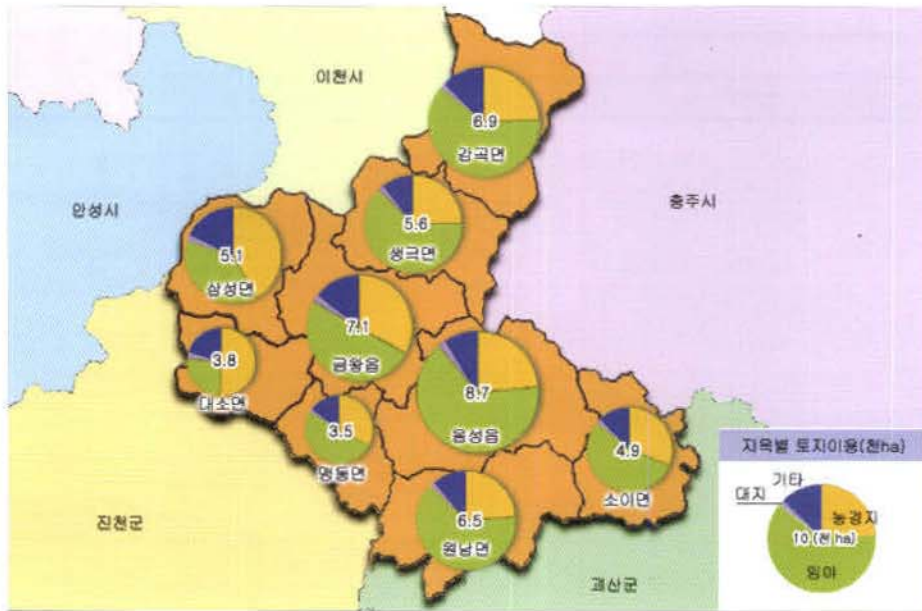 이천시
6.9
감곡면
안성시
충주시
5.6
생극면
5.1
삼성면
7.1
금왕읍
3.8
대소면
8.7
음성읍
3.5
맹동면
4.9
소이면
지목별 토지이용(천ha)
기타
대지
농경지
10 (천 ha)
임야
6.5
원남면
진천군
괴산군